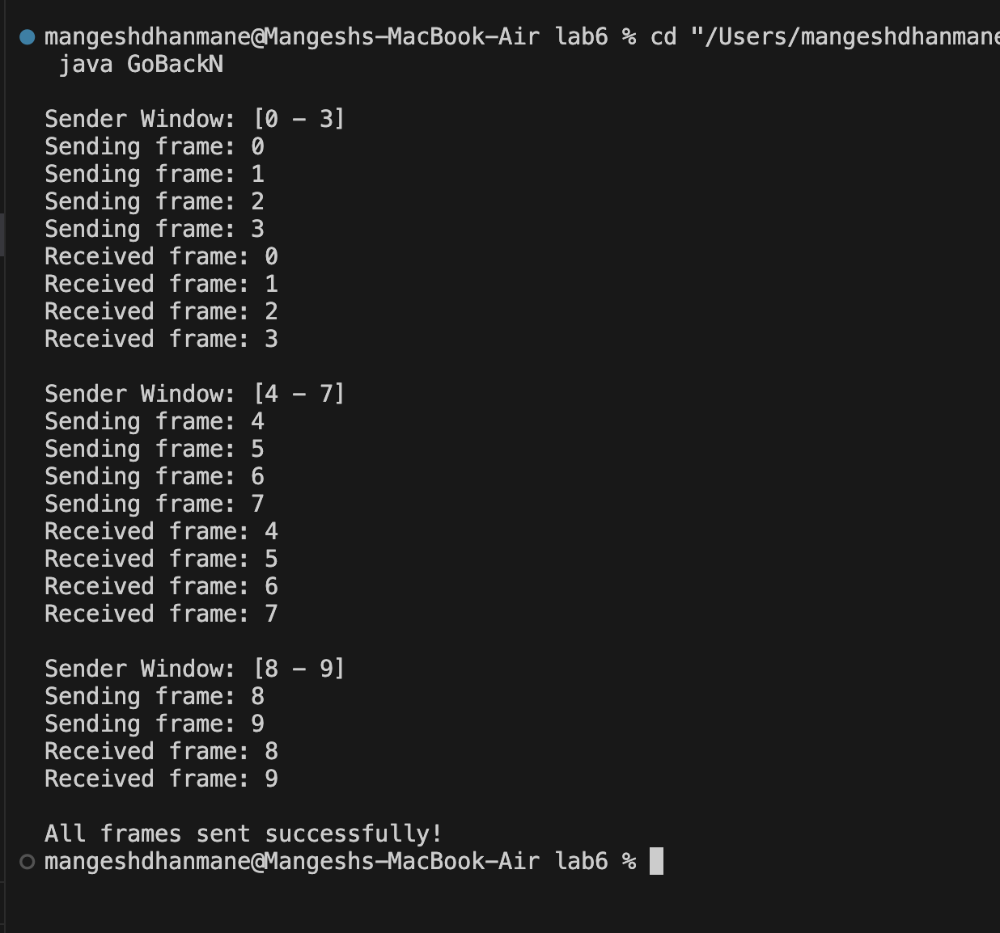 mangeshdhanmane@Mangeshs-MacBook-Air lab6 % cd "/Users/mangeshdhanmane
java GoBackN
Sender Window: [0 - 3]
Sending frame: 0
Sending frame: 1
Sending frame: 2
Sending frame: 3
Received frame: 0
Received frame: 1
Received frame: 2
Received frame: 3
Sender Window: [4 - 7]
Sending frame: 4
Sending frame: 5
Sending frame: 6
Sending frame: 7
Received frame: 4
Received frame: 5
Received frame: 6
Received frame: 7
Sender Window: [8 - 9]
Sending frame: 8
Sending frame: 9
Received frame: 8
Received frame: 9
All frames sent successfully!
mangeshdhanmane@Mangeshs-MacBook-Air lab6 %